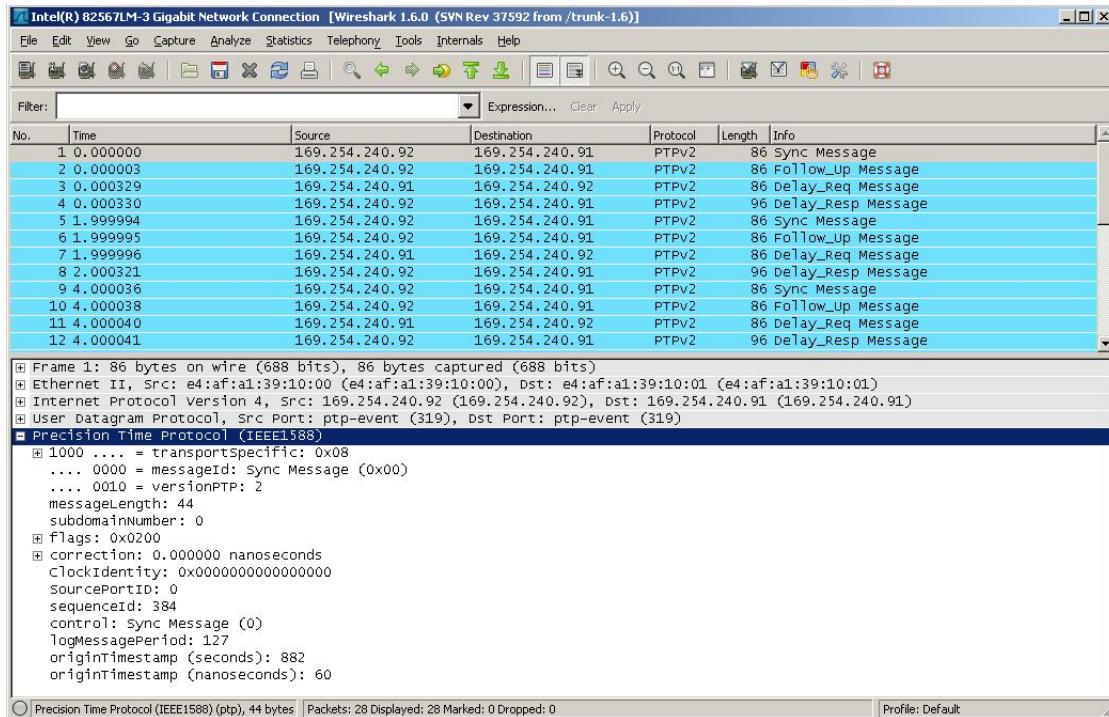 Intel(R) 82567LM-3 Gigabit Network Connection [Wireshark 1.6.0 (SVN Rev 37592 from /trunk-1.6)]
File Edit View Go Capture Analyze Statistics Telephony Tools Internals Help
Filter: Expression... Clear Apply
No. Time Source Destination Protocol Length Info
1 0.000000 169.254.240.92 169.254.240.91 PTPv2 86 Sync Message
2 0.000003 169.254.240.92 169.254.240.91 PTPv2 86 Follow_Up Message
3 0.000329 169.254.240.91 169.254.240.92 PTPv2 86 Delay_Req Message
4 0.000330 169.254.240.92 169.254.240.91 PTPv2 96 Delay_Resp Message
5 1.999994 169.254.240.92 169.254.240.91 PTPv2 86 Sync Message
6 1.999995 169.254.240.92 169.254.240.91 PTPv2 86 Follow_Up Message
7 1.999996 169.254.240.91 169.254.240.92 PTPv2 86 Delay_Req Message
8 2.000321 169.254.240.92 169.254.240.91 PTPv2 96 Delay_Resp Message
9 4.000036 169.254.240.92 169.254.240.91 PTPv2 86 Sync Message
10 4.000038 169.254.240.92 169.254.240.91 PTPv2 86 Follow_Up Message
11 4.000040 169.254.240.91 169.254.240.92 PTPv2 86 Delay_Req Message
12 4.000041 169.254.240.92 169.254.240.91 PTPv2 96 Delay_Resp Message
Frame 1: 86 bytes on wire (688 bits), 86 bytes captured (688 bits)
Ethernet II, Src: e4:af:a1:39:10:00 (e4:af:a1:39:10:00), Dst: e4:af:a1:39:10:01 (e4:af:a1:39:10:01)
Internet Protocol Version 4, Src: 169.254.240.92 (169.254.240.92), Dst: 169.254.240.91 (169.254.240.91)
User Datagram Protocol, Src Port: ptp-event (319), Dst Port: ptp-event (319)
Precision Time Protocol (IEEE1588)
1000 .... = transportSpecific: 0x08
.... 0000 = messageId: Sync Message (0x00)
.... 0010 = versionPTP: 2
messageLength: 44
subdomainNumber: 0
flags: 0x0200
correction: 0.000000 nanoseconds
ClockIdentity: 0x0000000000000000
SourcePortID: 0
sequenceId: 384
control: Sync Message (0)
logMessagePeriod: 127
originTimestamp (seconds): 882
originTimestamp (nanoseconds): 60
Precision Time Protocol (IEEE1588) (ptp), 44 bytes Packets: 28 Displayed: 28 Marked: 0 Dropped: 0 Profile: Default